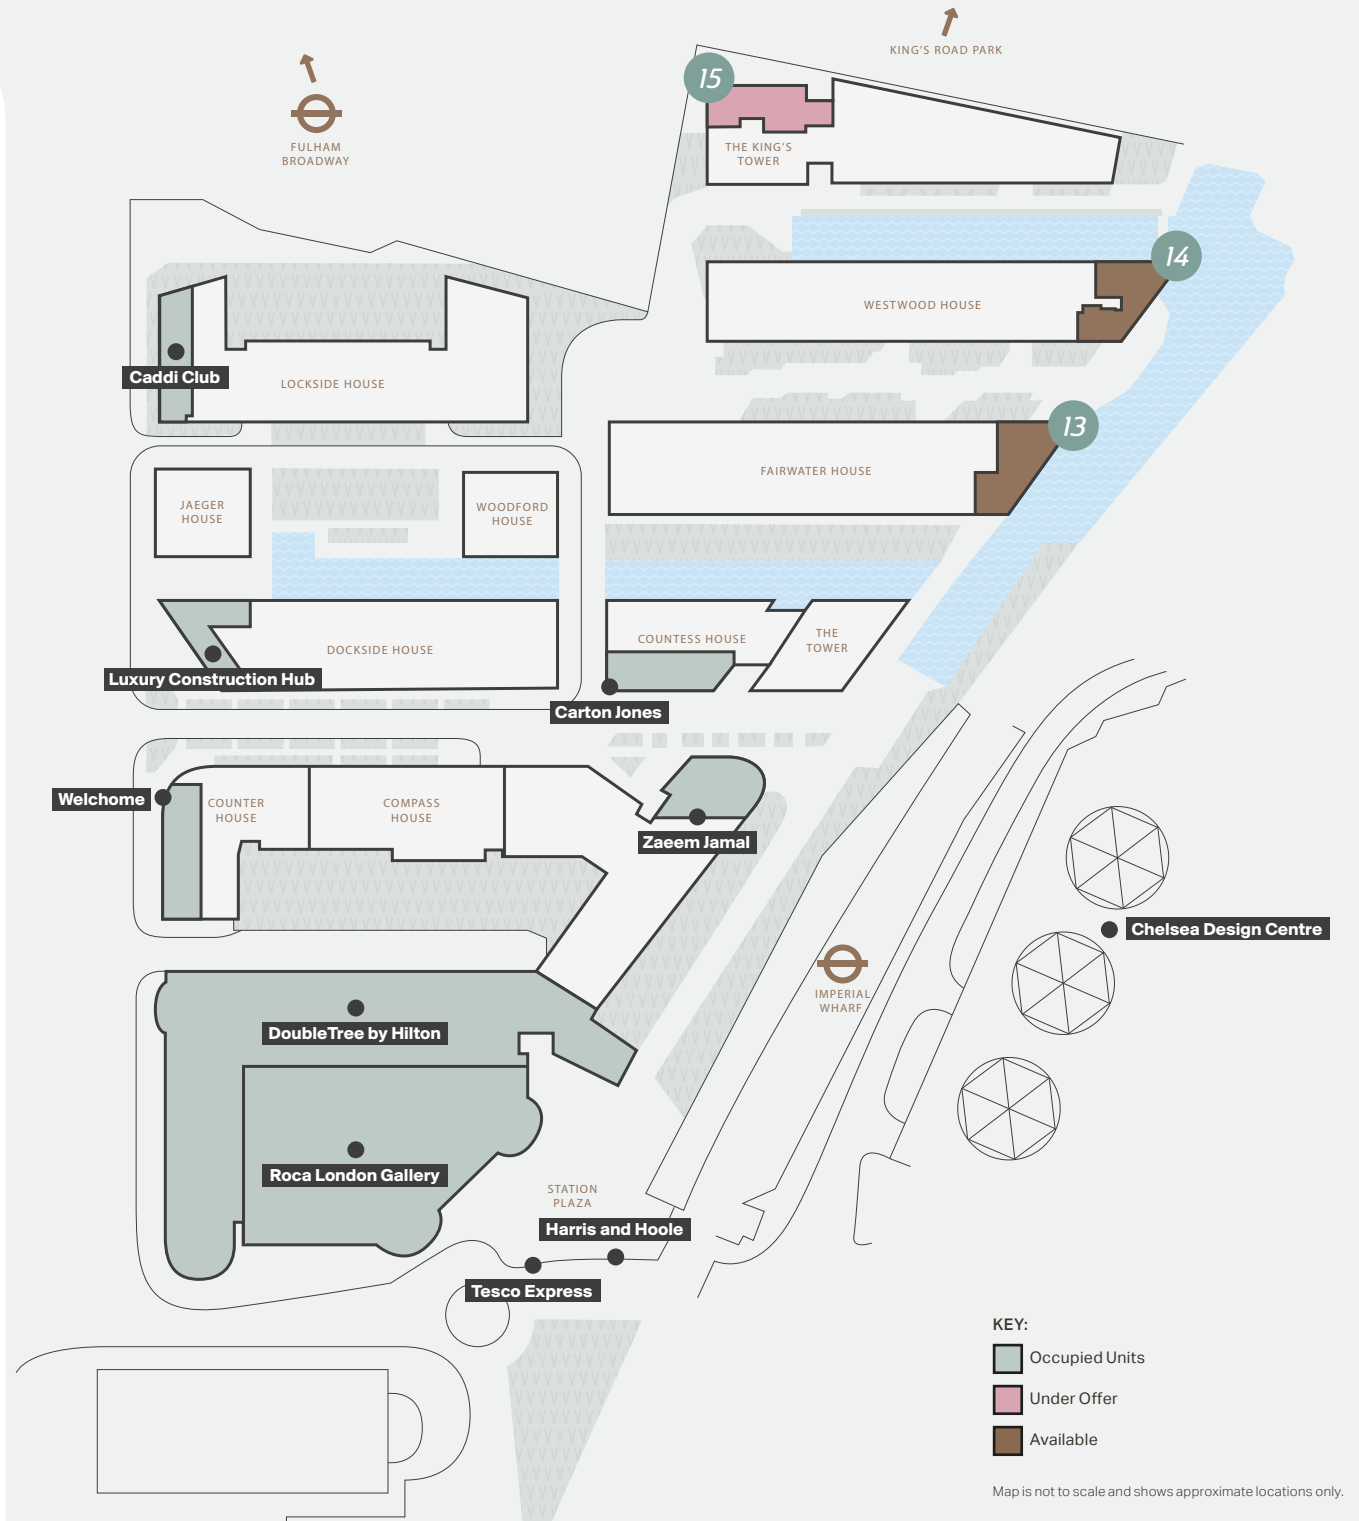 KING'S ROAD PARK
15
FULHAM
BROADWAY
THE KING'S
TOWER
14
WESTWOOD HOUSE
Caddi Club
LOCKSIDE HOUSE
13
FAIRWATER HOUSE
JAEGER
HOUSE
WOODFORD
HOUSE
COUNTESS HOUSE
THE
TOWER
DOCKSIDE HOUSE
Luxury Construction Hub
Carton Jones
Welchome
COUNTER
HOUSE
COMPASS
HOUSE
Zaeem Jamal
Chelsea Design Centre
IMPERIAL
WHARF
DoubleTree by Hilton
Roca London Gallery
STATION
PLAZA
Harris and Hoole
Tesco Express
KEY:
Occupied Units
Under Offer
Available
Map is not to scale and shows approximate locations only.